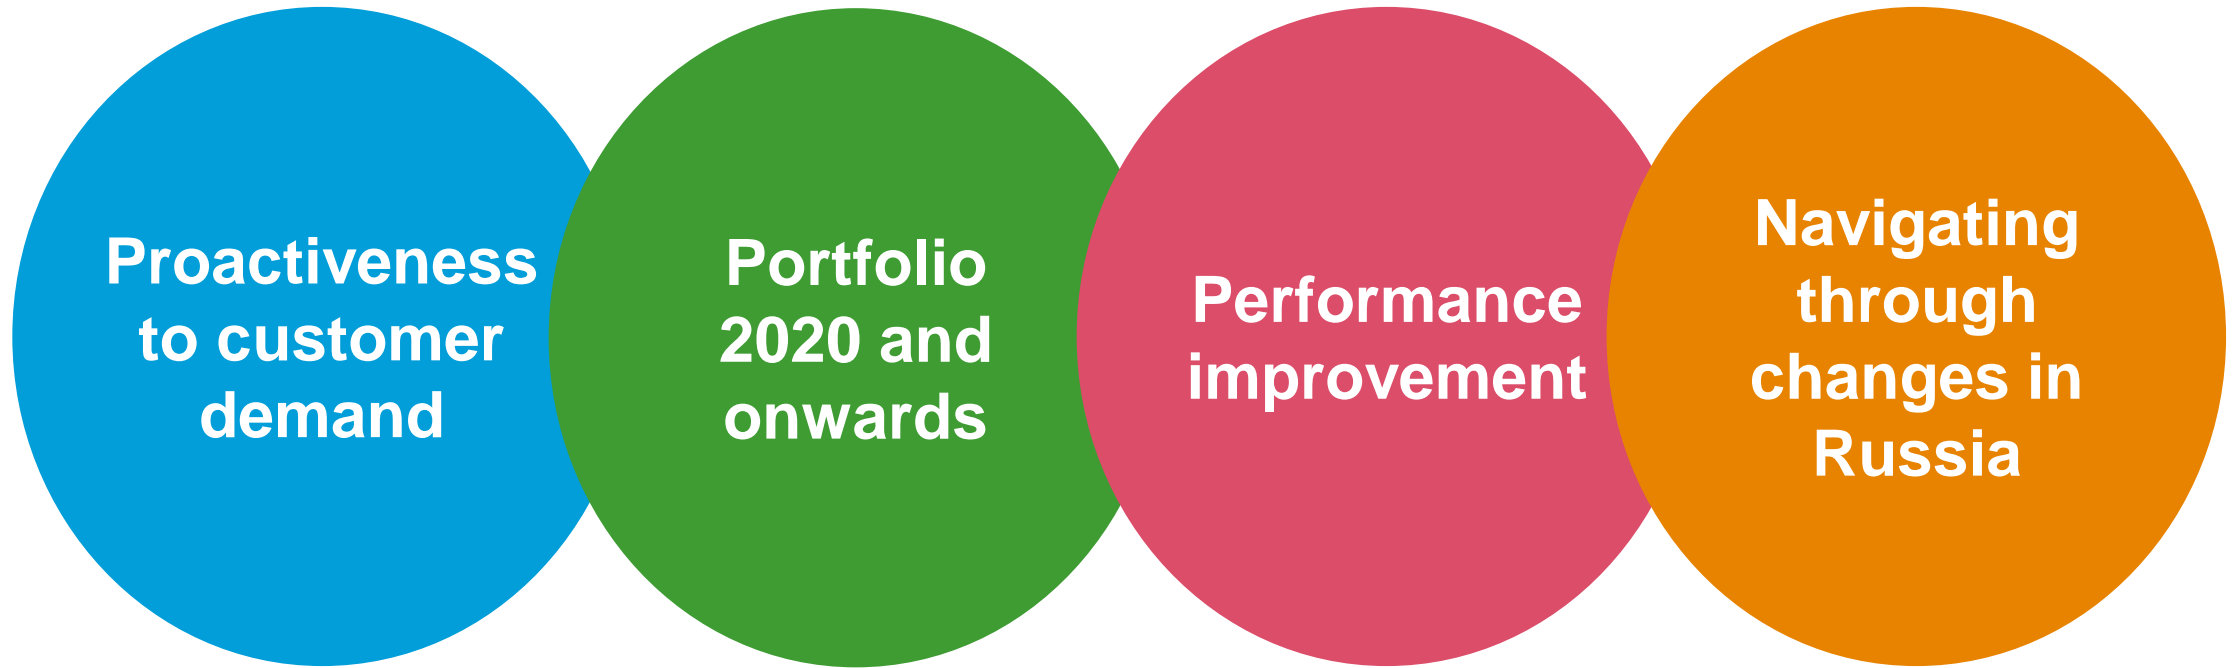 Proactiveness
to customer
demand
Portfolio
2020 and
onwards
Performance
improvement
Navigating
through
changes in
Russia